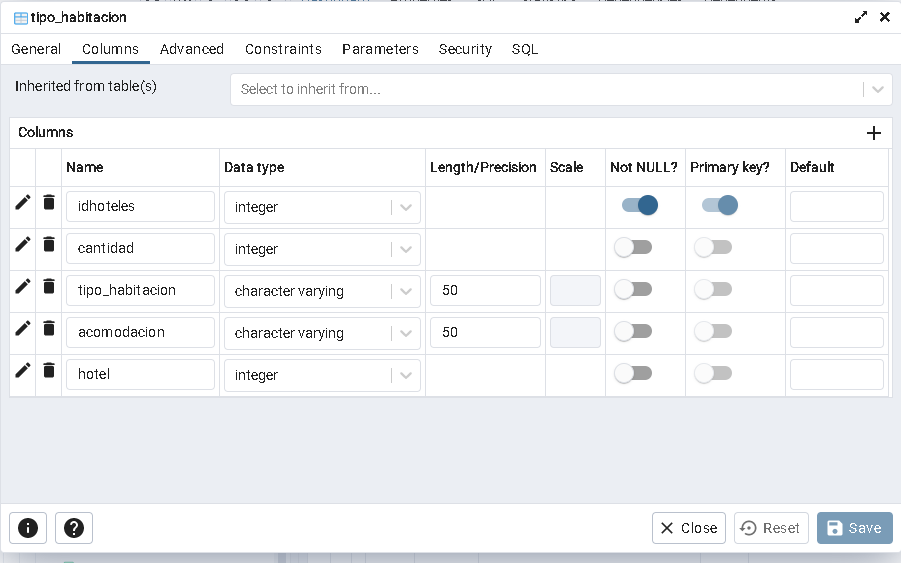 tipo_habitacion
General Columns Advanced Constraints Parameters Security SQL
Inherited from table(s) Select to inherit from...
Columns
Name Data type Length/Precision Scale Not NULL? Primary key? Default
idhoteles integer
cantidad integer
tipo_habitacion character varying 50
acomodacion character varying 50
hotel integer
Close Reset Save